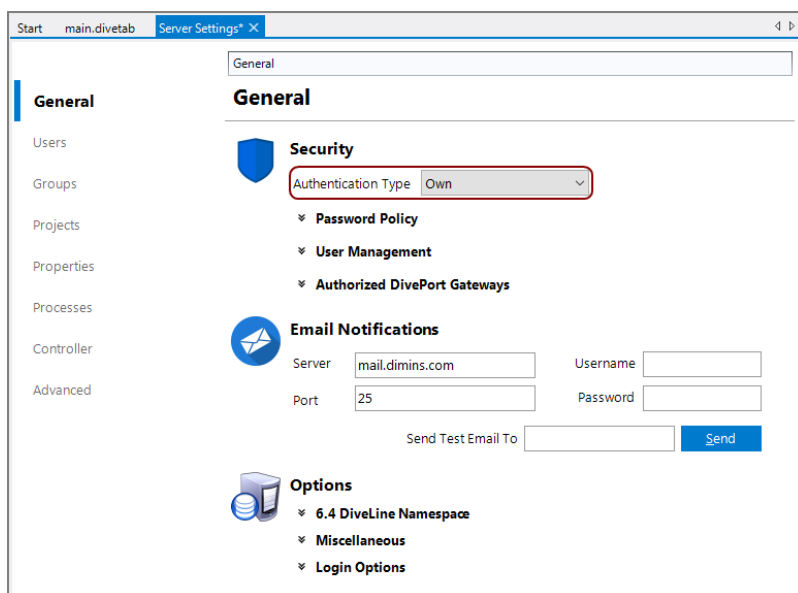 Start main.divetab Server Settings*
General
General
General
Users
Groups
Projects
Properties
Processes
Controller
Advanced
Security
Authentication Type Own
Password Policy
User Management
Authorized DivePort Gateways
Email Notifications
Server mail.dimins.com Username
Port 25 Password
Send Test Email To Send
Options
6.4 DiveLine Namespace
Miscellaneous
Login Options